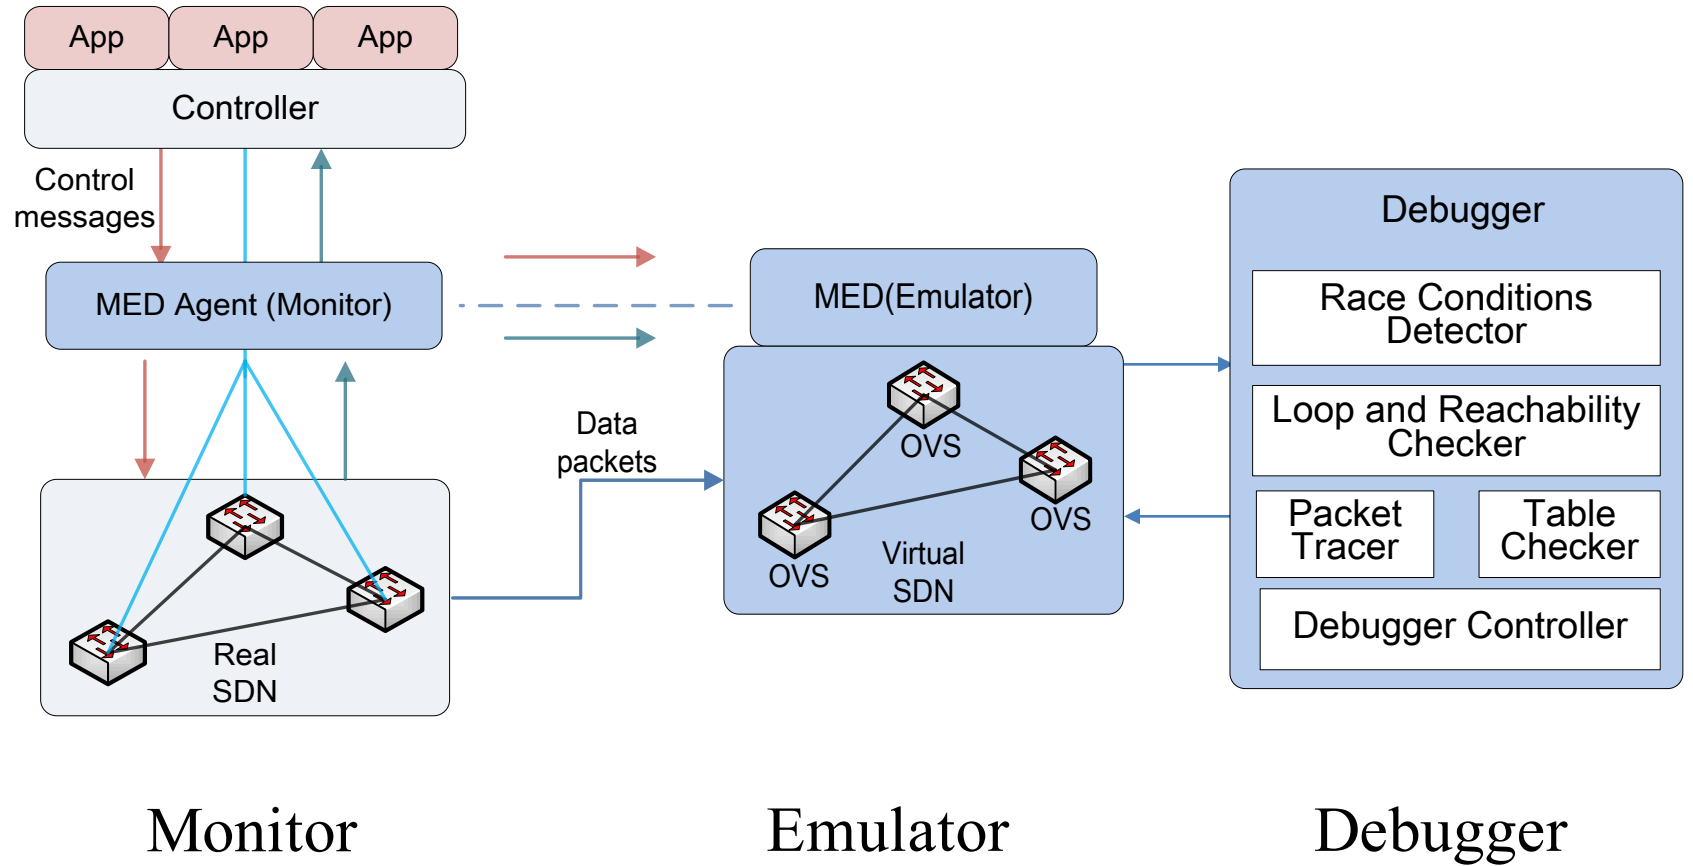 App App App
Controller
Control
messages
MED Agent (Monitor)
Real
SDN
Data
packets
MED(Emulator)
OVS
OVS
OVS
Virtual
SDN
Debugger
Race Conditions
Detector
Loop and Reachability
Checker
Packet
Tracer
Table
Checker
Debugger Controller
Monitor Emulator Debugger